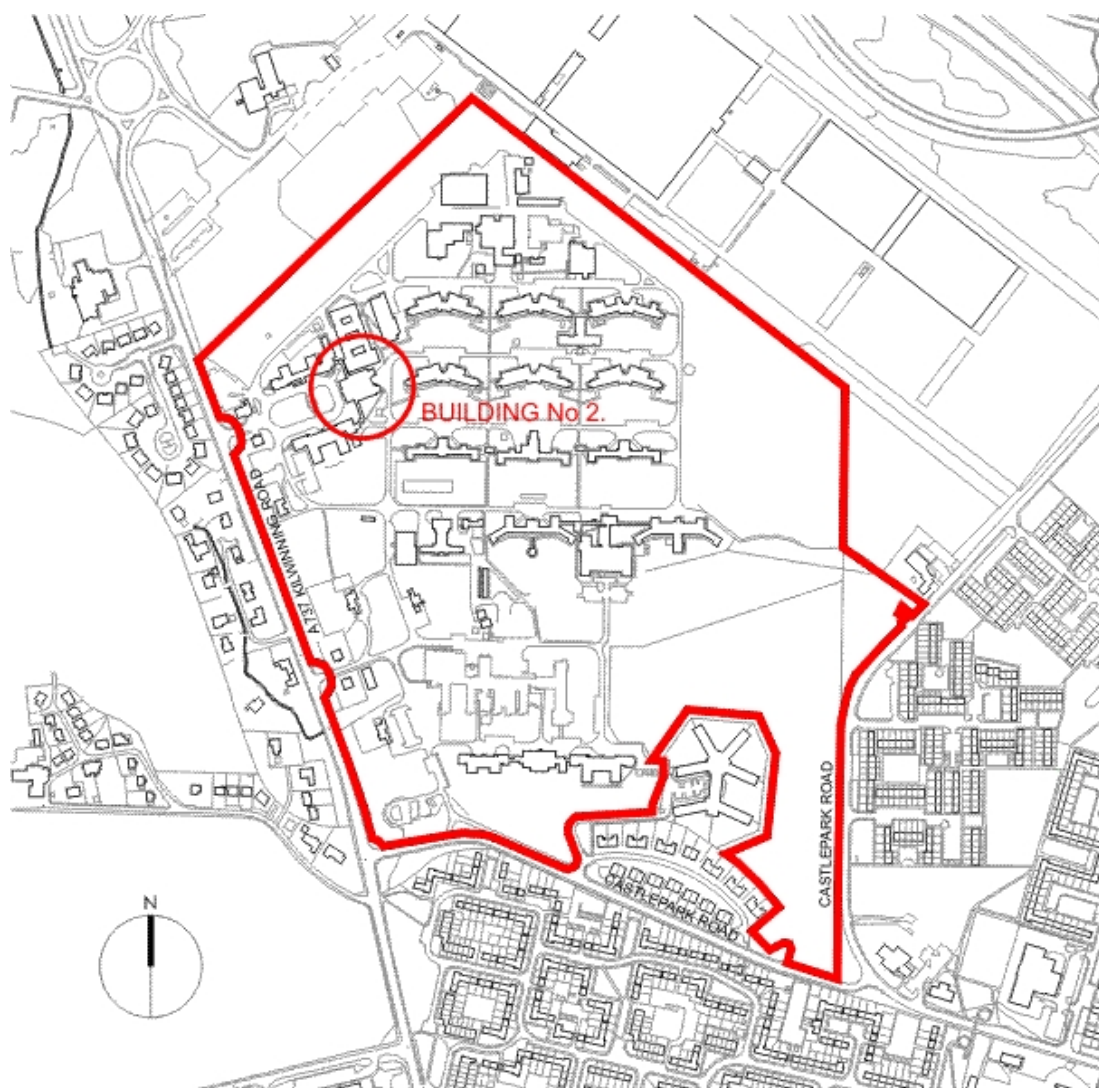 BUILDING No 2.
A737 KILWINNING ROAD
CASTLEPARK ROAD
CASTLEPARK ROAD
N